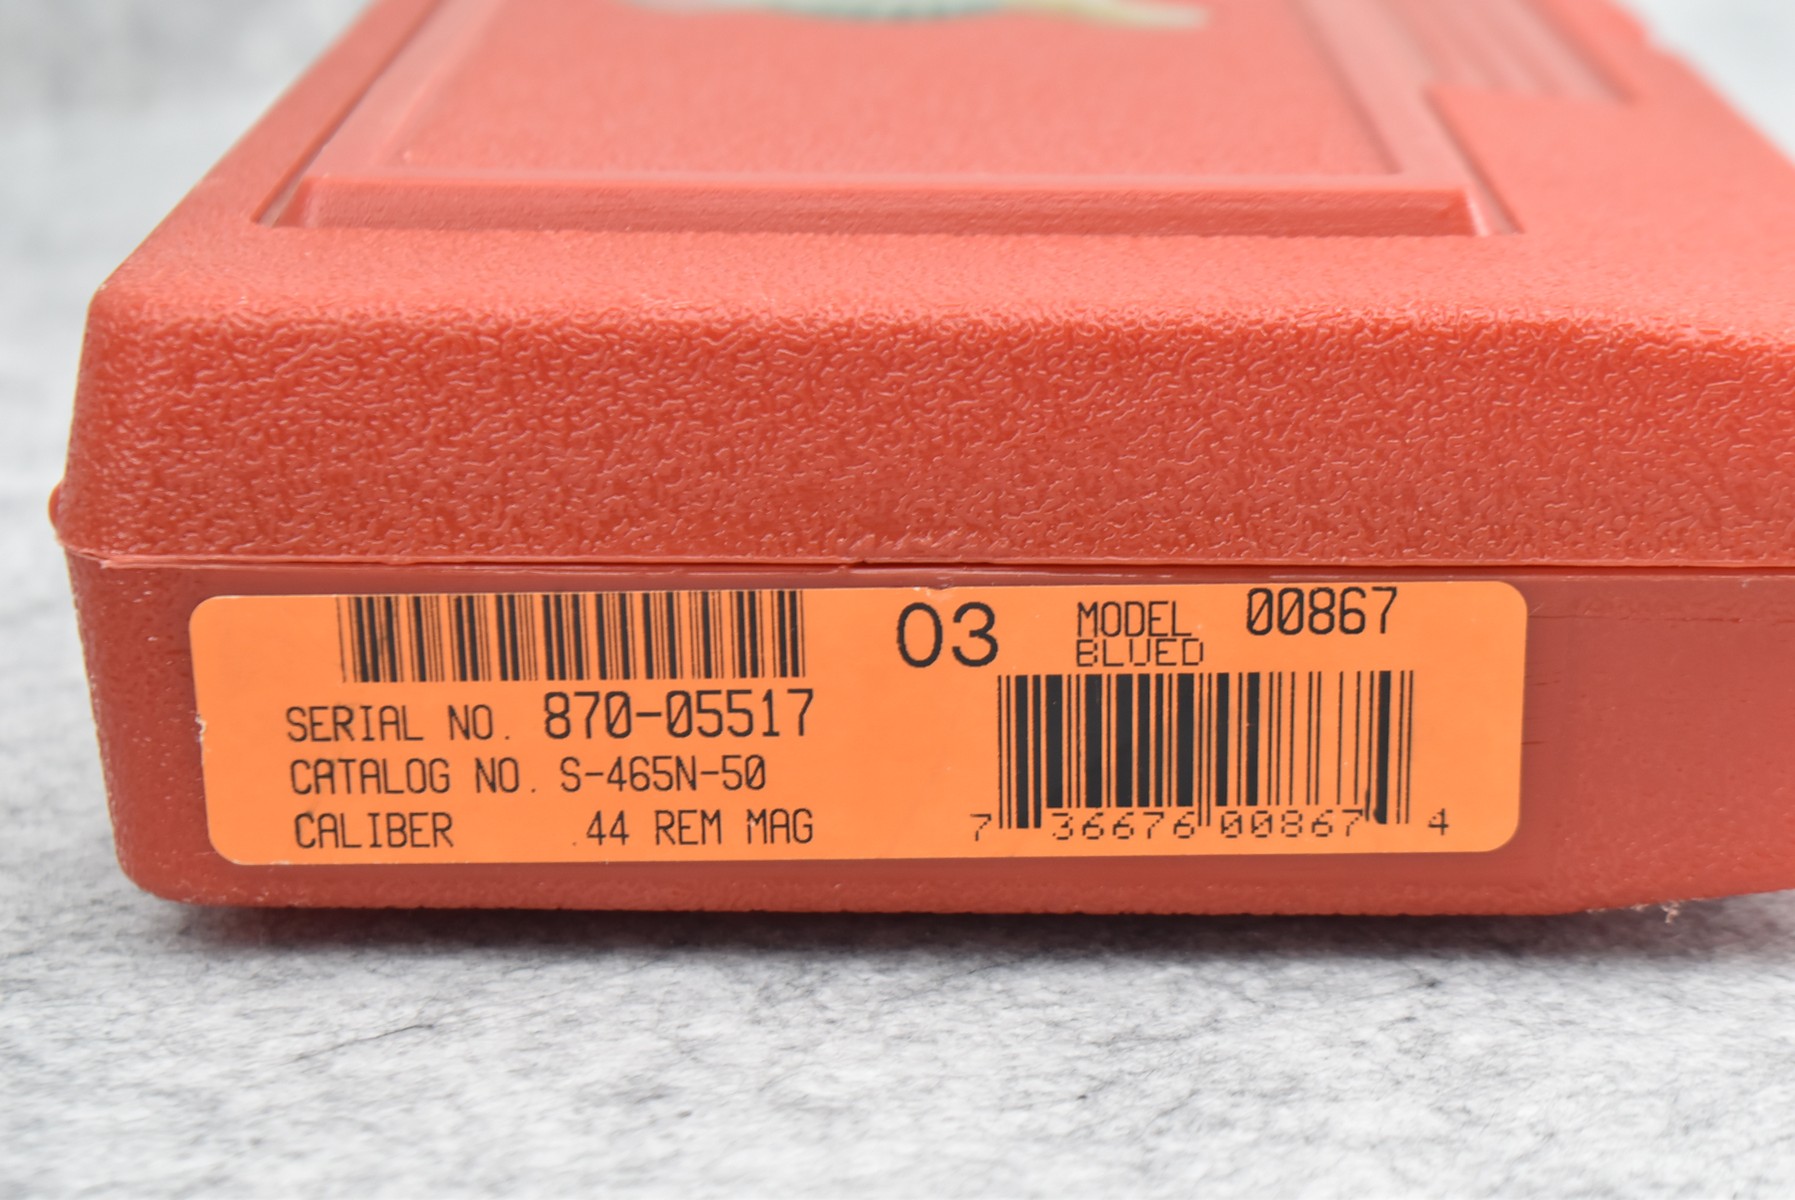 03
MODEL 00867
BLUED
SERIAL NO. 870-05517
CATALOG NO. S-465N-50
CALIBER .44 REM MAG
7 36676 00867 4